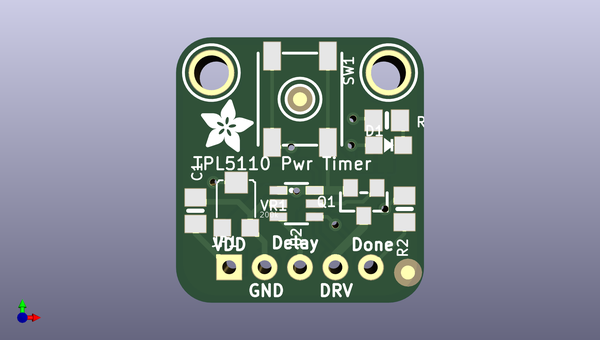 SW1
R
D1
TPL5110 Pwr Timer
C1
VR1
Q1
Delay
VDD
Done
R2
GND
DRV